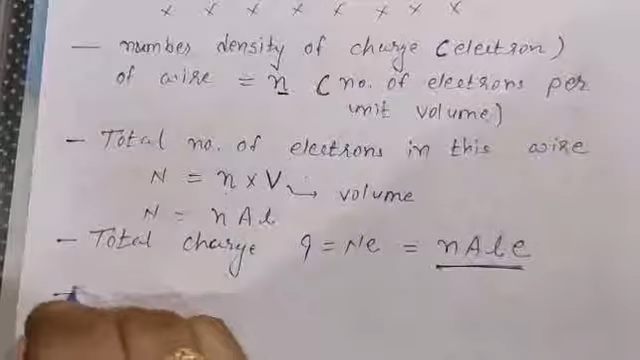 x x x x x x x x
— number density of charge (electron)
of wire = n (no. of electrons per
unit volume)
— Total no. of electrons in this wire
N = n x V → volume
N = nAl
— Total charge q = Ne = nAle